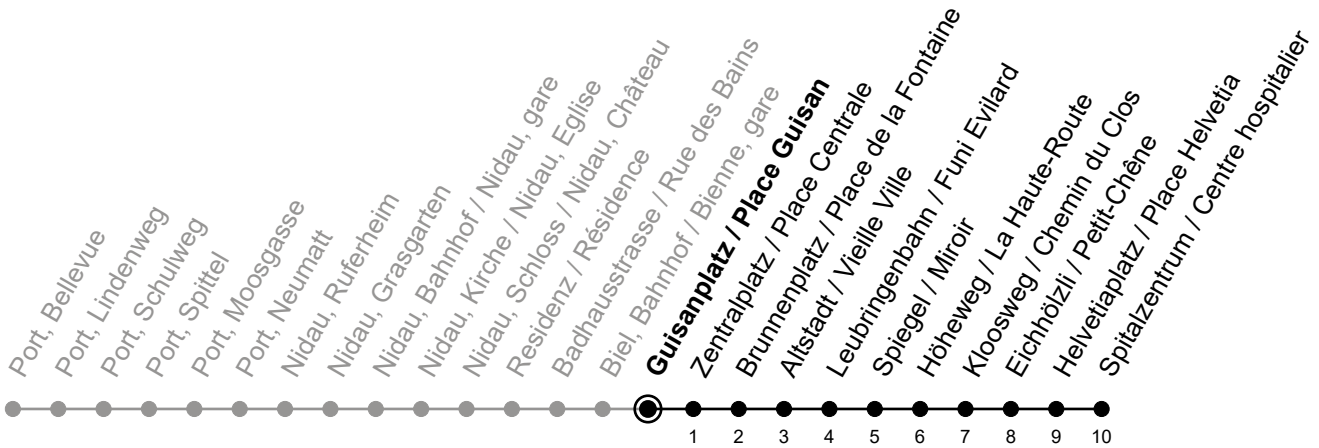 Port, Bellevue
Port, Lindenweg
Port, Schulweg
Port, Spittel
Port, Moosgasse
Port, Neumatt
Nidau, Ruferheim
Nidau, Grasgarten
Nidau, Bahnhof / Nidau, gare
Nidau, Kirche / Nidau, Eglise
Nidau, Schloss / Nidau, Château
Residenz / Résidence
Badhausstrasse / Rue des Bains
Biel, Bahnhof / Bienne, gare
Guisanplatz / Place Guisan
Zentralplatz / Place Centrale
Brunnenplatz / Place de la Fontaine
Altstadt / Vieille Ville
Leubringenbahn / Funi Evilard
Spiegel / Miroir
Höheweg / La Haute-Route
Kloosweg / Chemin du Clos
Eichhölzli / Petit-Chêne
Helvetiaplatz / Place Helvetia
Spitalzentrum / Centre hospitalier
1 2 3 4 5 6 7 8 9 10